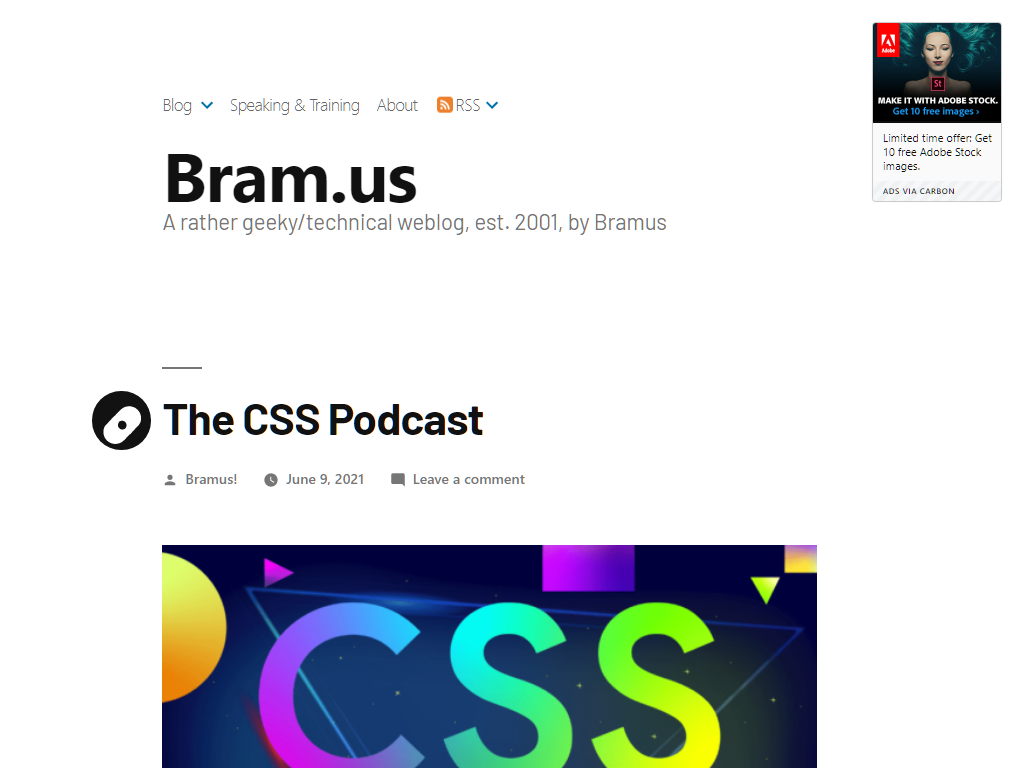 Blog Speaking & Training About RSS
Bram.us
A rather geeky/technical weblog, est. 2001, by Bramus
Adobe
St
MAKE IT WITH ADOBE STOCK.
Get 10 free images ›
Limited time offer: Get
10 free Adobe Stock
images.
ADS VIA CARBON
The CSS Podcast
Bramus! June 9, 2021 Leave a comment
CSS